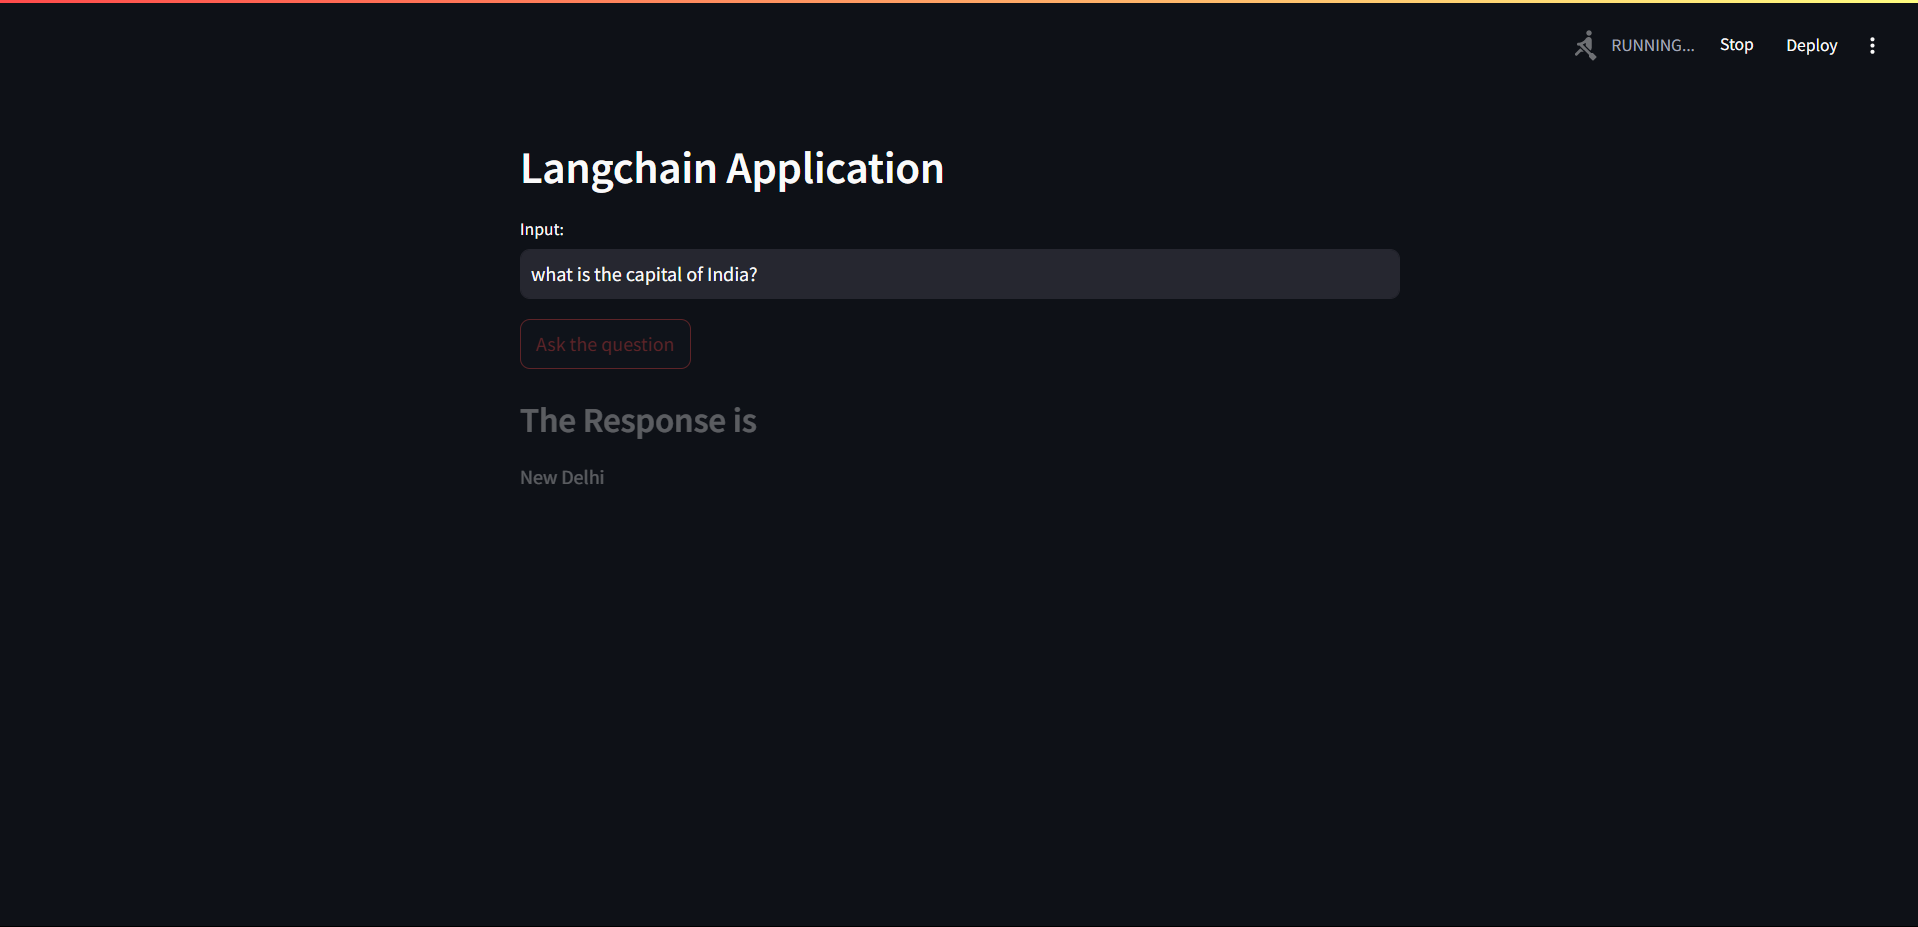 RUNNING... Stop Deploy
Langchain Application
Input:
what is the capital of India?
Ask the question
The Response is
New Delhi